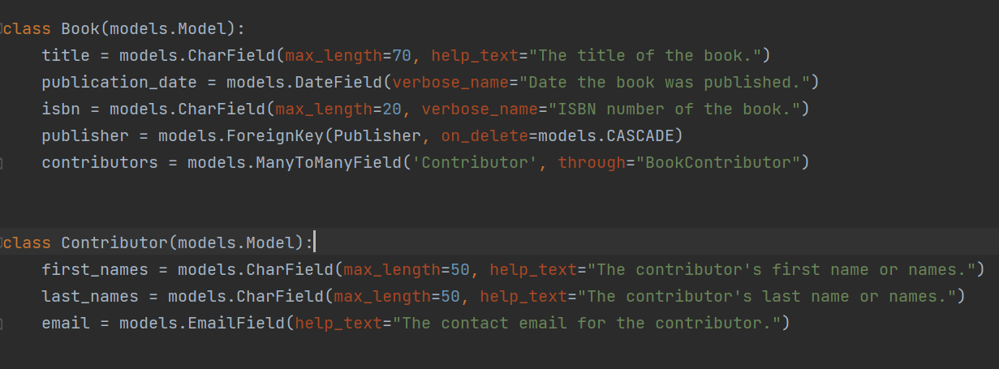 class Book(models.Model):
    title = models.CharField(max_length=70, help_text="The title of the book.")
    publication_date = models.DateField(verbose_name="Date the book was published.")
    isbn = models.CharField(max_length=20, verbose_name="ISBN number of the book.")
    publisher = models.ForeignKey(Publisher, on_delete=models.CASCADE)
    contributors = models.ManyToManyField('Contributor', through="BookContributor")
class Contributor(models.Model):
    first_names = models.CharField(max_length=50, help_text="The contributor's first name or names.")
    last_names = models.CharField(max_length=50, help_text="The contributor's last name or names.")
    email = models.EmailField(help_text="The contact email for the contributor.")